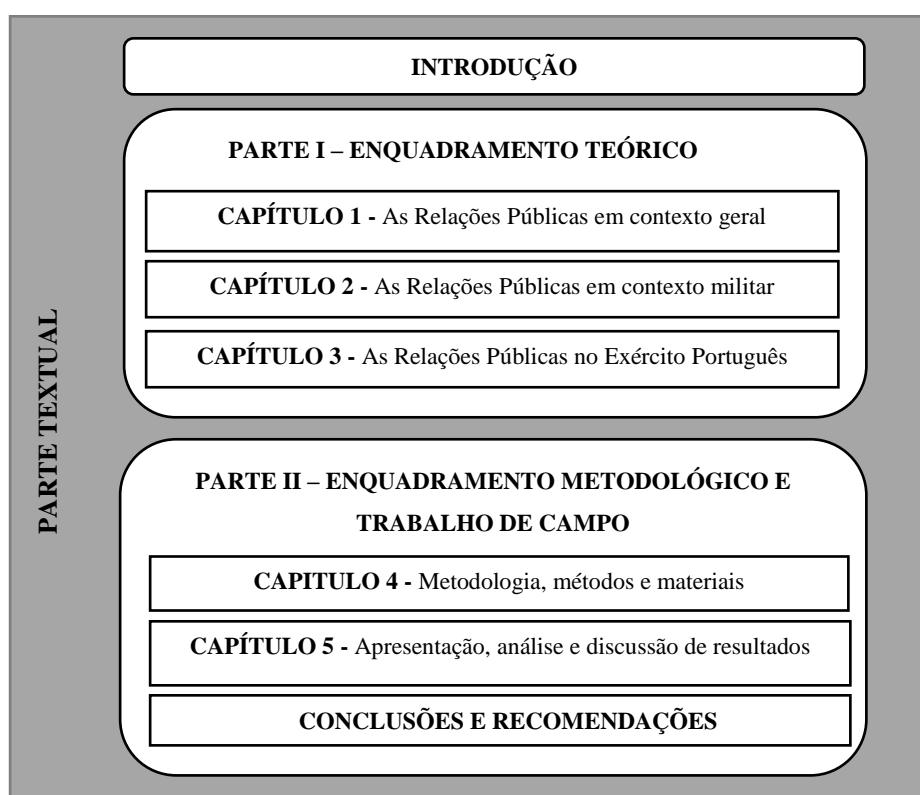 INTRODUÇÃO
PARTE I – ENQUADRAMENTO TEÓRICO
CAPÍTULO 1 - As Relações Públicas em contexto geral
CAPÍTULO 2 - As Relações Públicas em contexto militar
CAPÍTULO 3 - As Relações Públicas no Exército Português
PARTE TEXTUAL
PARTE II – ENQUADRAMENTO METODOLÓGICO E
TRABALHO DE CAMPO
CAPITULO 4 - Metodologia, métodos e materiais
CAPÍTULO 5 - Apresentação, análise e discussão de resultados
CONCLUSÕES E RECOMENDAÇÕES